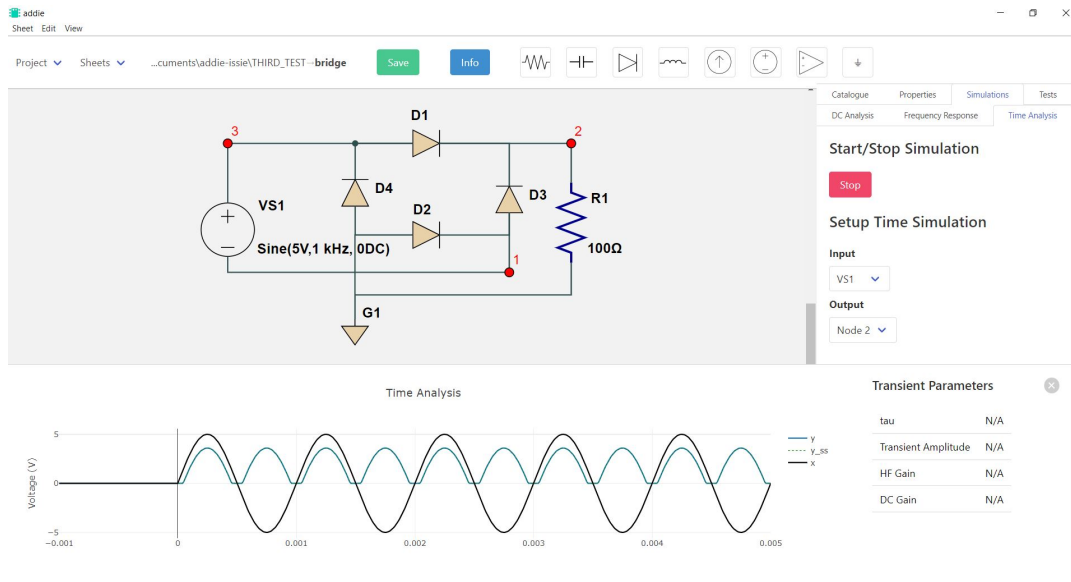 addie
Sheet Edit View
Project Sheets ...cuments\addie-issie\THIRD_TEST→bridge Save Info
Catalogue Properties Simulations Tests
DC Analysis Frequency Response Time Analysis
Start/Stop Simulation
Stop
Setup Time Simulation
Input
VS1
Output
Node 2
D1
3
2
D4
D3
R1
VS1
D2
Sine(5V,1 kHz, 0DC)
100Ω
1
G1
Time Analysis
Voltage (V)
5
0
−5
−0.001 0 0.001 0.002 0.003 0.004 0.005
y
y_ss
x
Transient Parameters
tau N/A
Transient Amplitude N/A
HF Gain N/A
DC Gain N/A